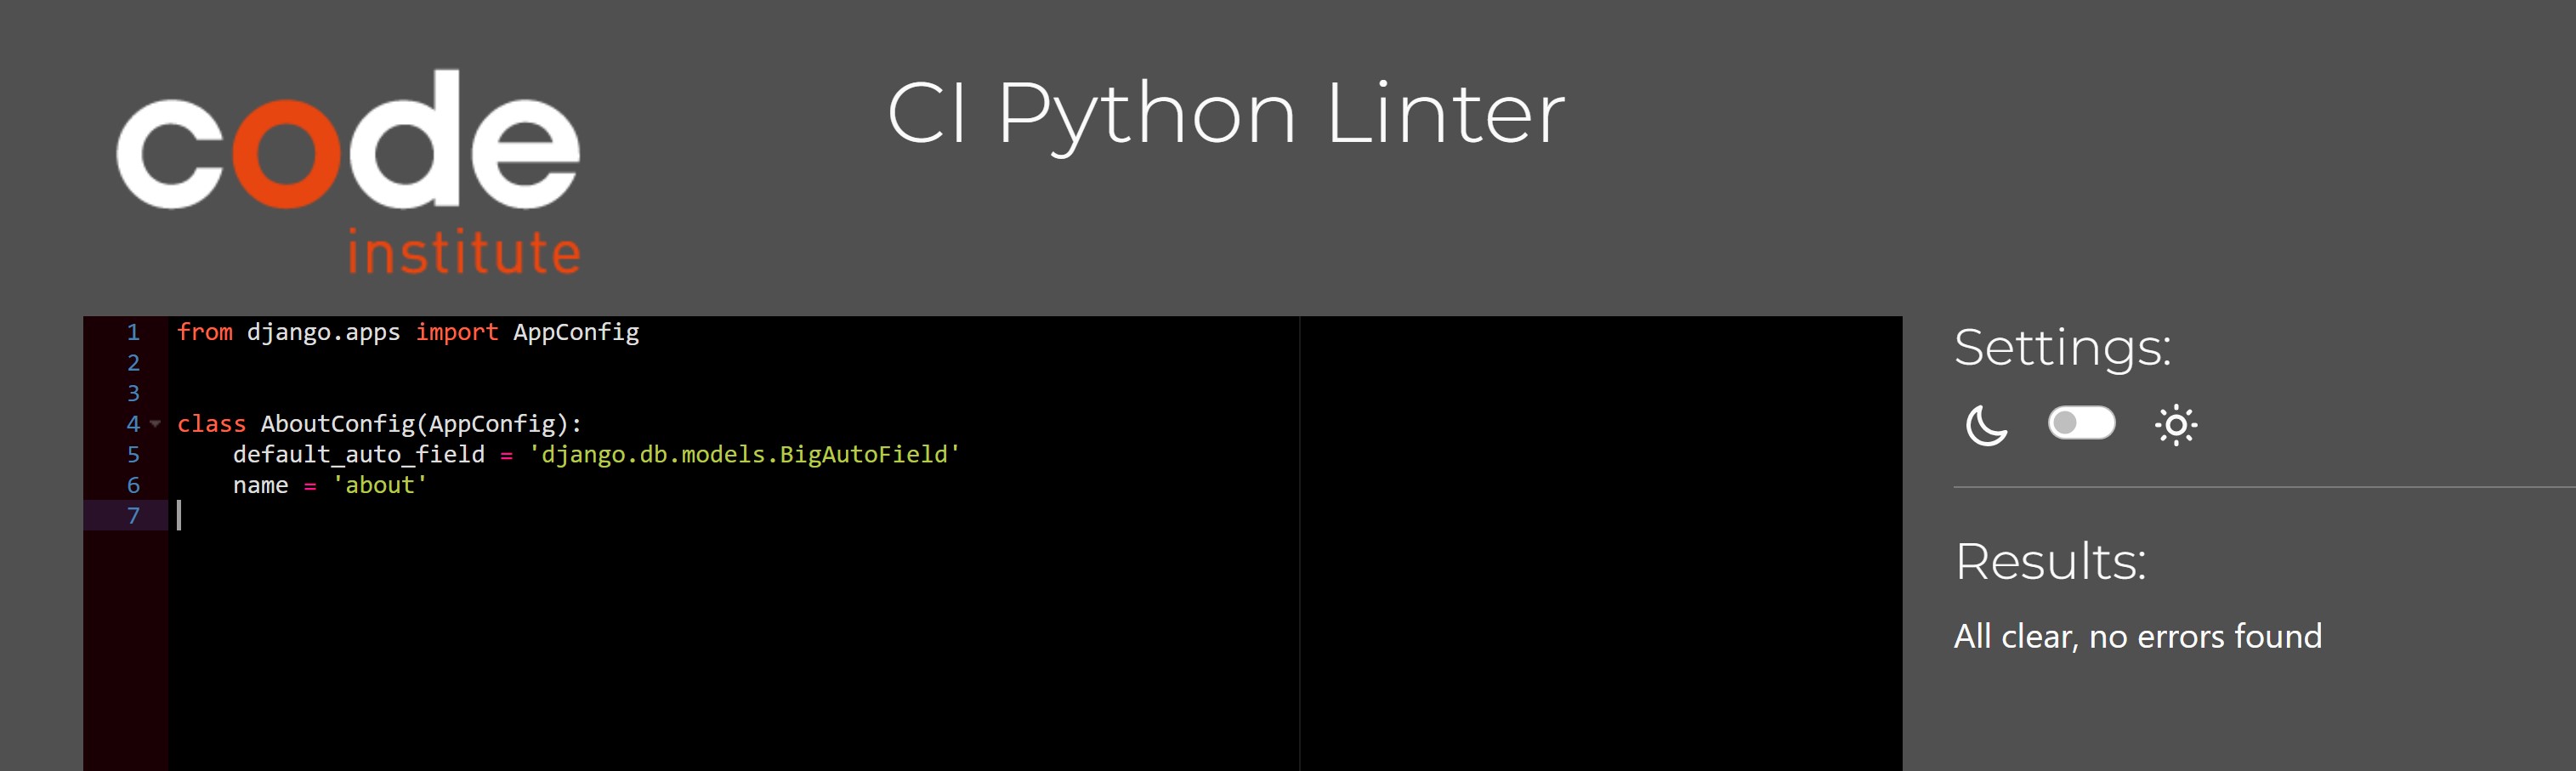 code
institute
CI Python Linter
1 from django.apps import AppConfig
2
3
4 class AboutConfig(AppConfig):
5     default_auto_field = 'django.db.models.BigAutoField'
6     name = 'about'
7
Settings:
Results:
All clear, no errors found